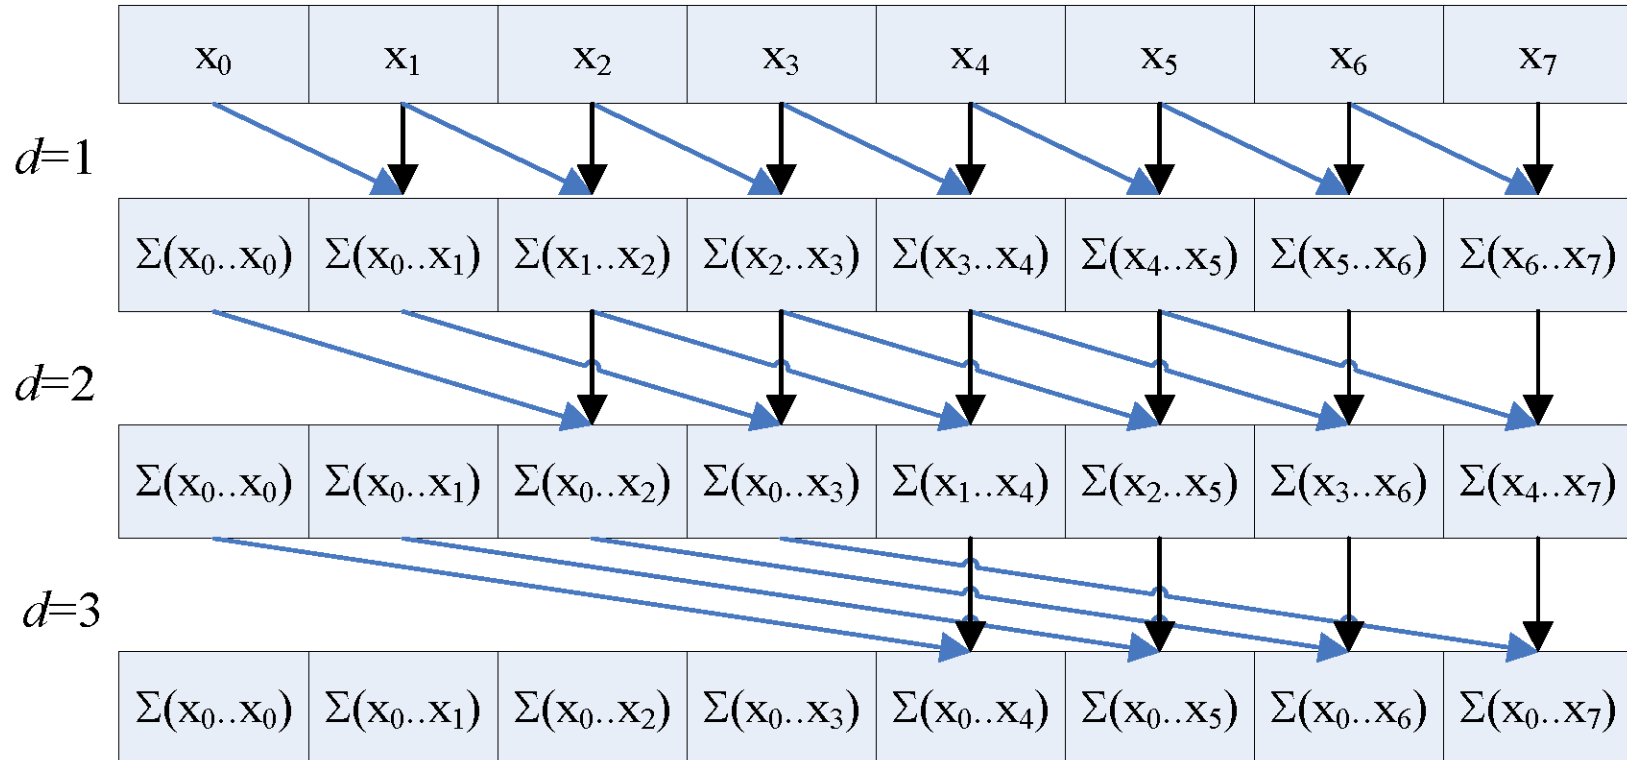 x₀ x₁ x₂ x₃ x₄ x₅ x₆ x₇
d=1
Σ(x₀..x₀) Σ(x₀..x₁) Σ(x₁..x₂) Σ(x₂..x₃) Σ(x₃..x₄) Σ(x₄..x₅) Σ(x₅..x₆) Σ(x₆..x₇)
d=2
Σ(x₀..x₀) Σ(x₀..x₁) Σ(x₀..x₂) Σ(x₀..x₃) Σ(x₁..x₄) Σ(x₂..x₅) Σ(x₃..x₆) Σ(x₄..x₇)
d=3
Σ(x₀..x₀) Σ(x₀..x₁) Σ(x₀..x₂) Σ(x₀..x₃) Σ(x₀..x₄) Σ(x₀..x₅) Σ(x₀..x₆) Σ(x₀..x₇)